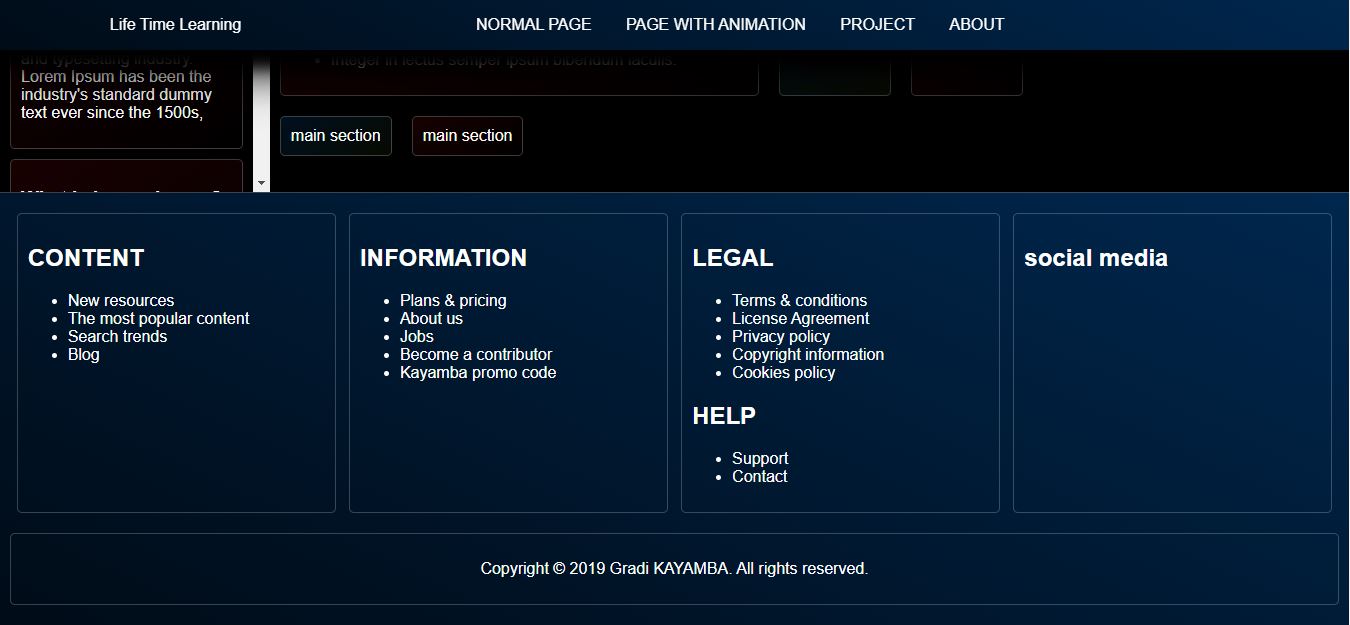 Life Time Learning
NORMAL PAGE
PAGE WITH ANIMATION
PROJECT
ABOUT
and typesetting industry.
Lorem Ipsum has been the
industry's standard dummy
text ever since the 1500s,
Integer in lectus semper ipsum bibendum iaculis.
main section
main section
CONTENT
New resources
The most popular content
Search trends
Blog
INFORMATION
Plans & pricing
About us
Jobs
Become a contributor
Kayamba promo code
LEGAL
Terms & conditions
License Agreement
Privacy policy
Copyright information
Cookies policy
HELP
Support
Contact
social media
Copyright © 2019 Gradi KAYAMBA. All rights reserved.